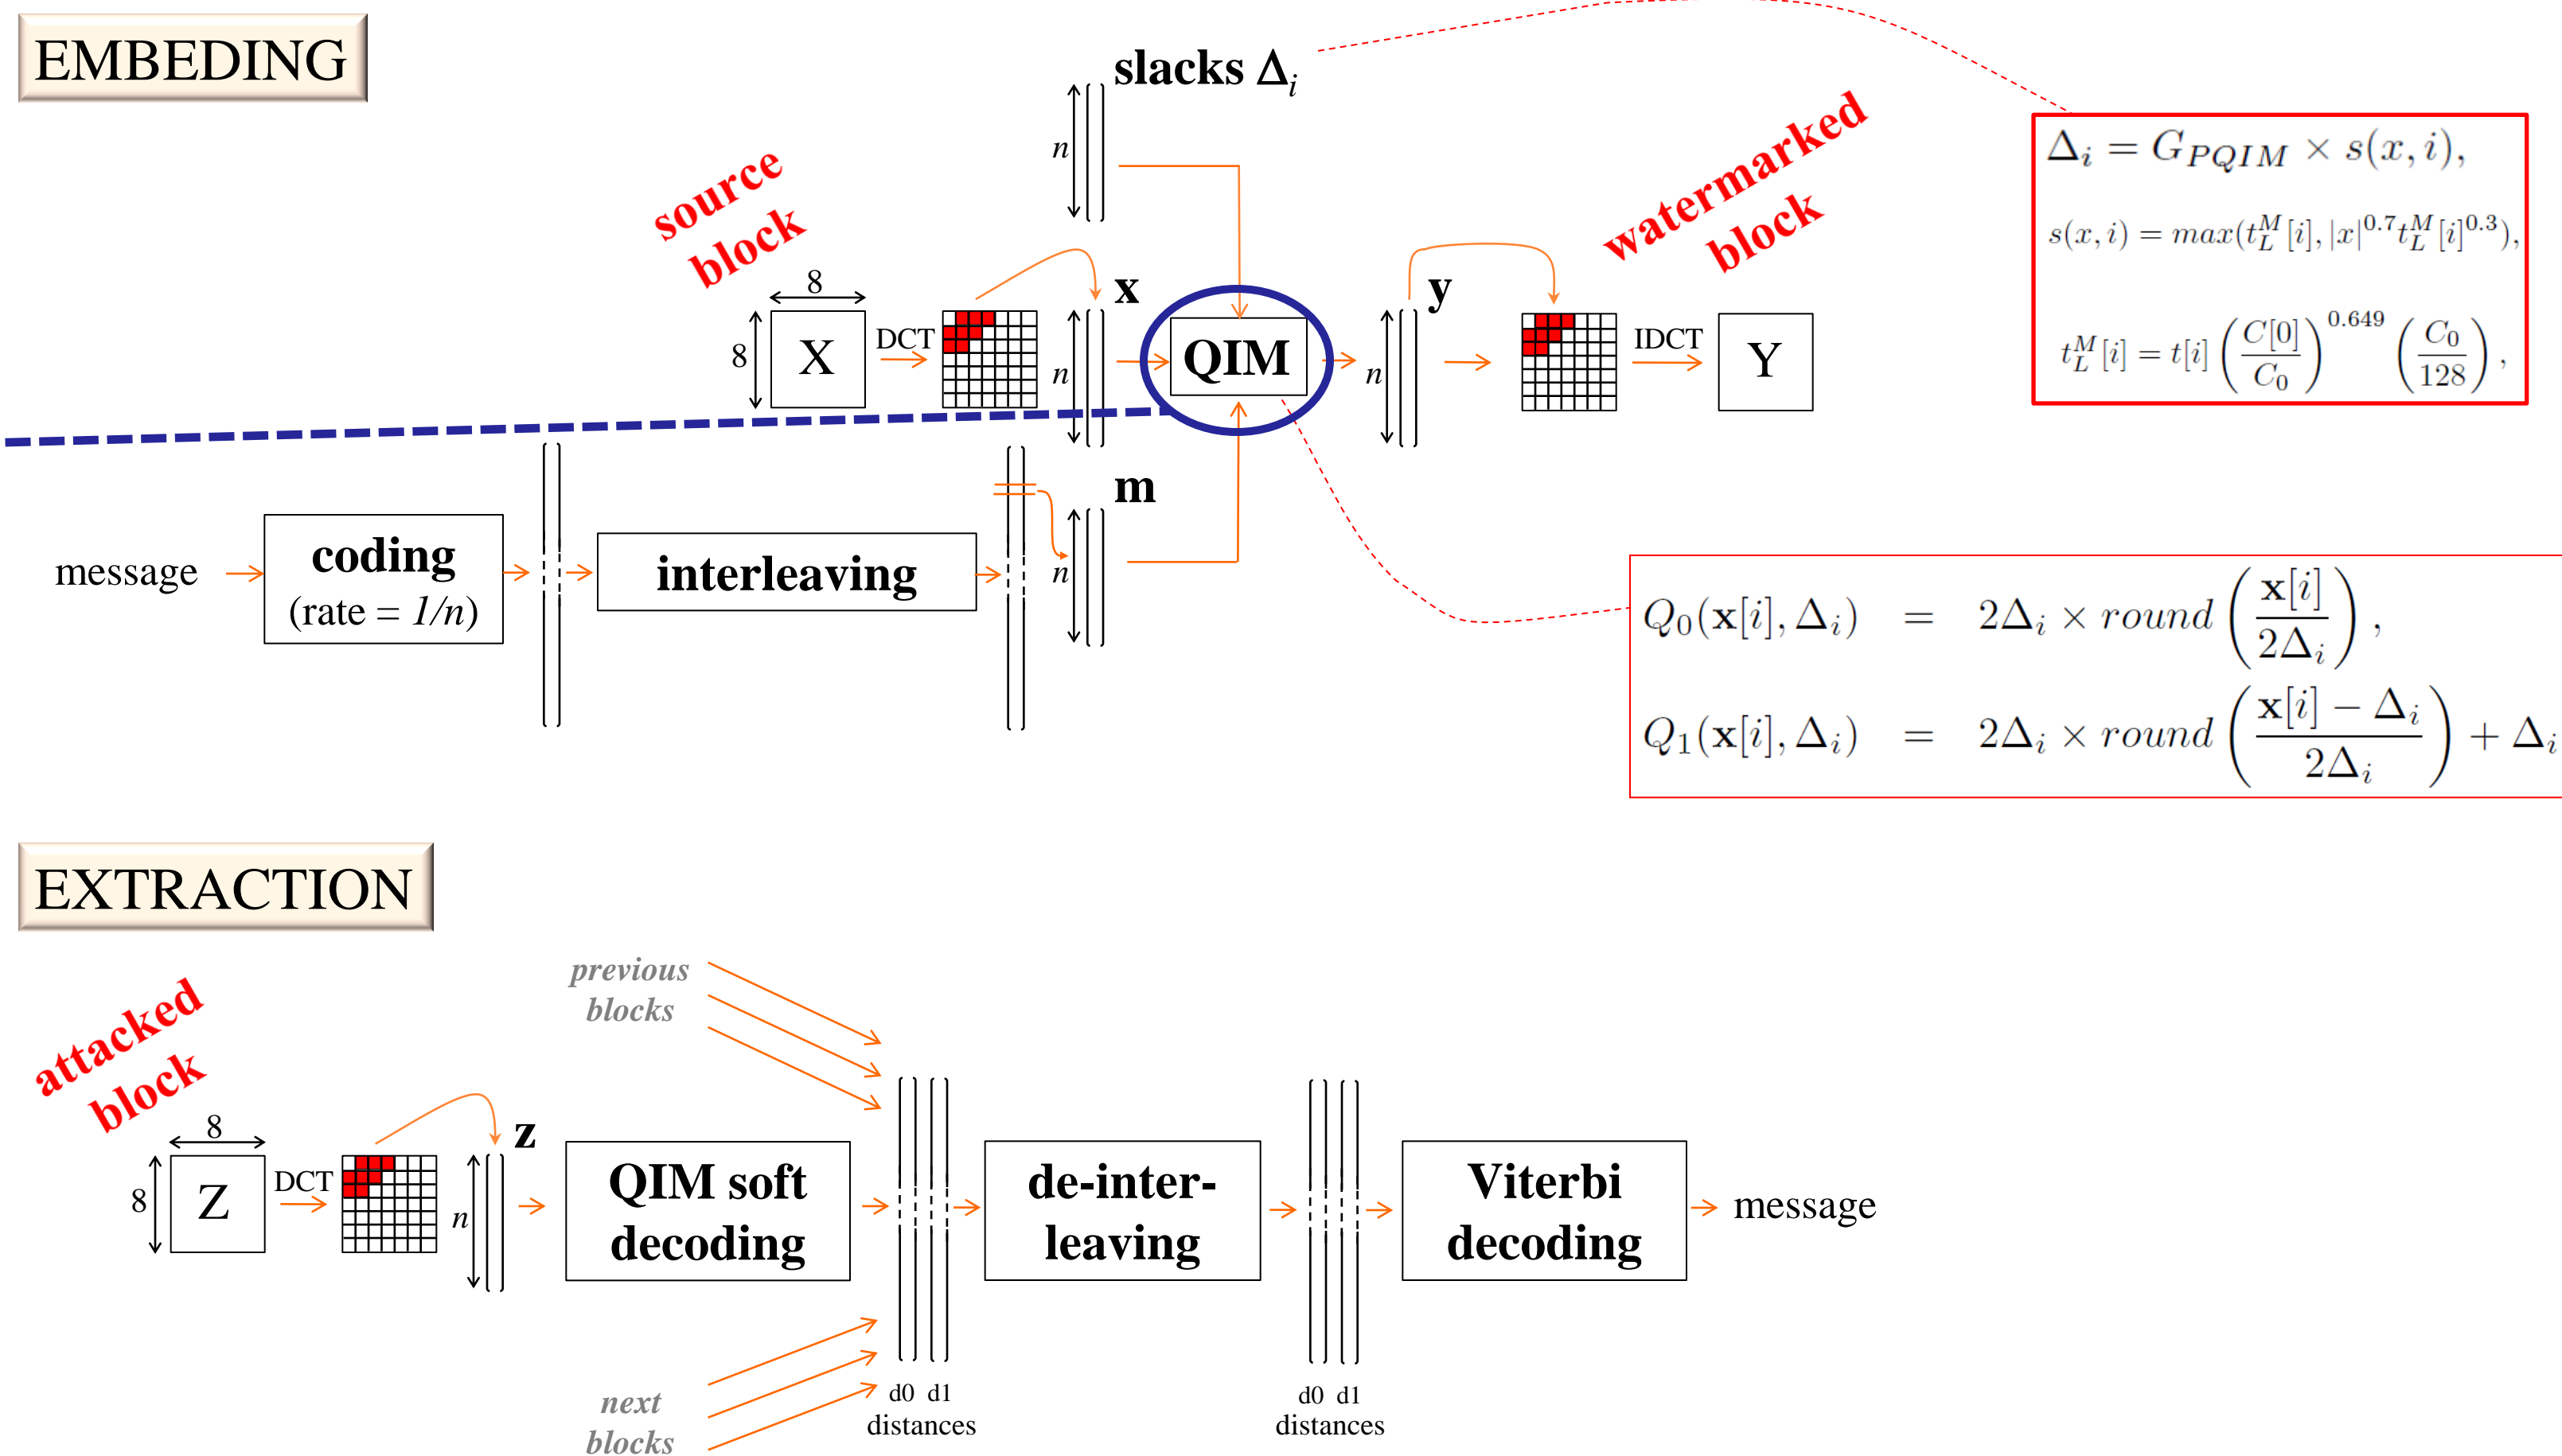 EMBEDING
slacks Δ_i
n
source
block
watermarked
block
Δ_i = G_{PQIM} × s(x, i),
s(x, i) = max(t_L^M[i], |x|^{0.7} t_L^M[i]^{0.3}),
t_L^M[i] = t[i] (C[0] / C_0)^{0.649} (C_0 / 128),
8
8
X
DCT
x
n
QIM
y
n
IDCT
Y
message
coding
(rate = 1/n)
interleaving
m
n
Q_0(x[i], Δ_i) = 2Δ_i × round (x[i] / 2Δ_i),
Q_1(x[i], Δ_i) = 2Δ_i × round ((x[i] − Δ_i) / 2Δ_i) + Δ_i
EXTRACTION
previous
blocks
attacked
block
8
8
Z
DCT
z
n
QIM soft
decoding
de-inter-
leaving
Viterbi
decoding
message
next
blocks
d0 d1
distances
d0 d1
distances